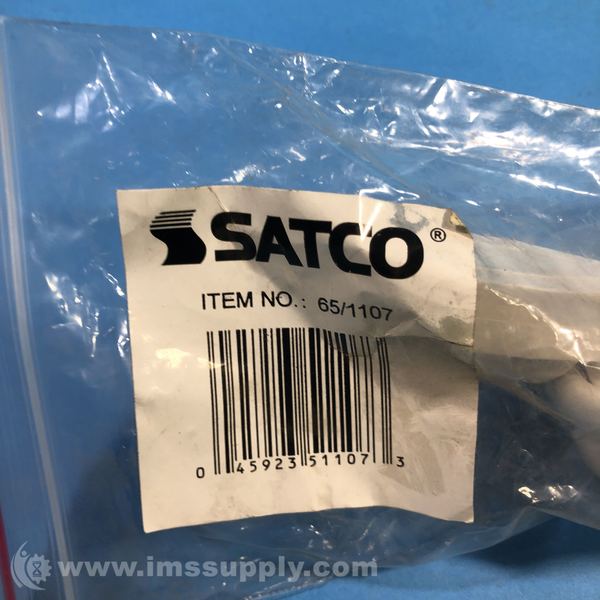 SATCO®
ITEM NO.: 65/1107
0 45923 51107 3
www.imssupply.com